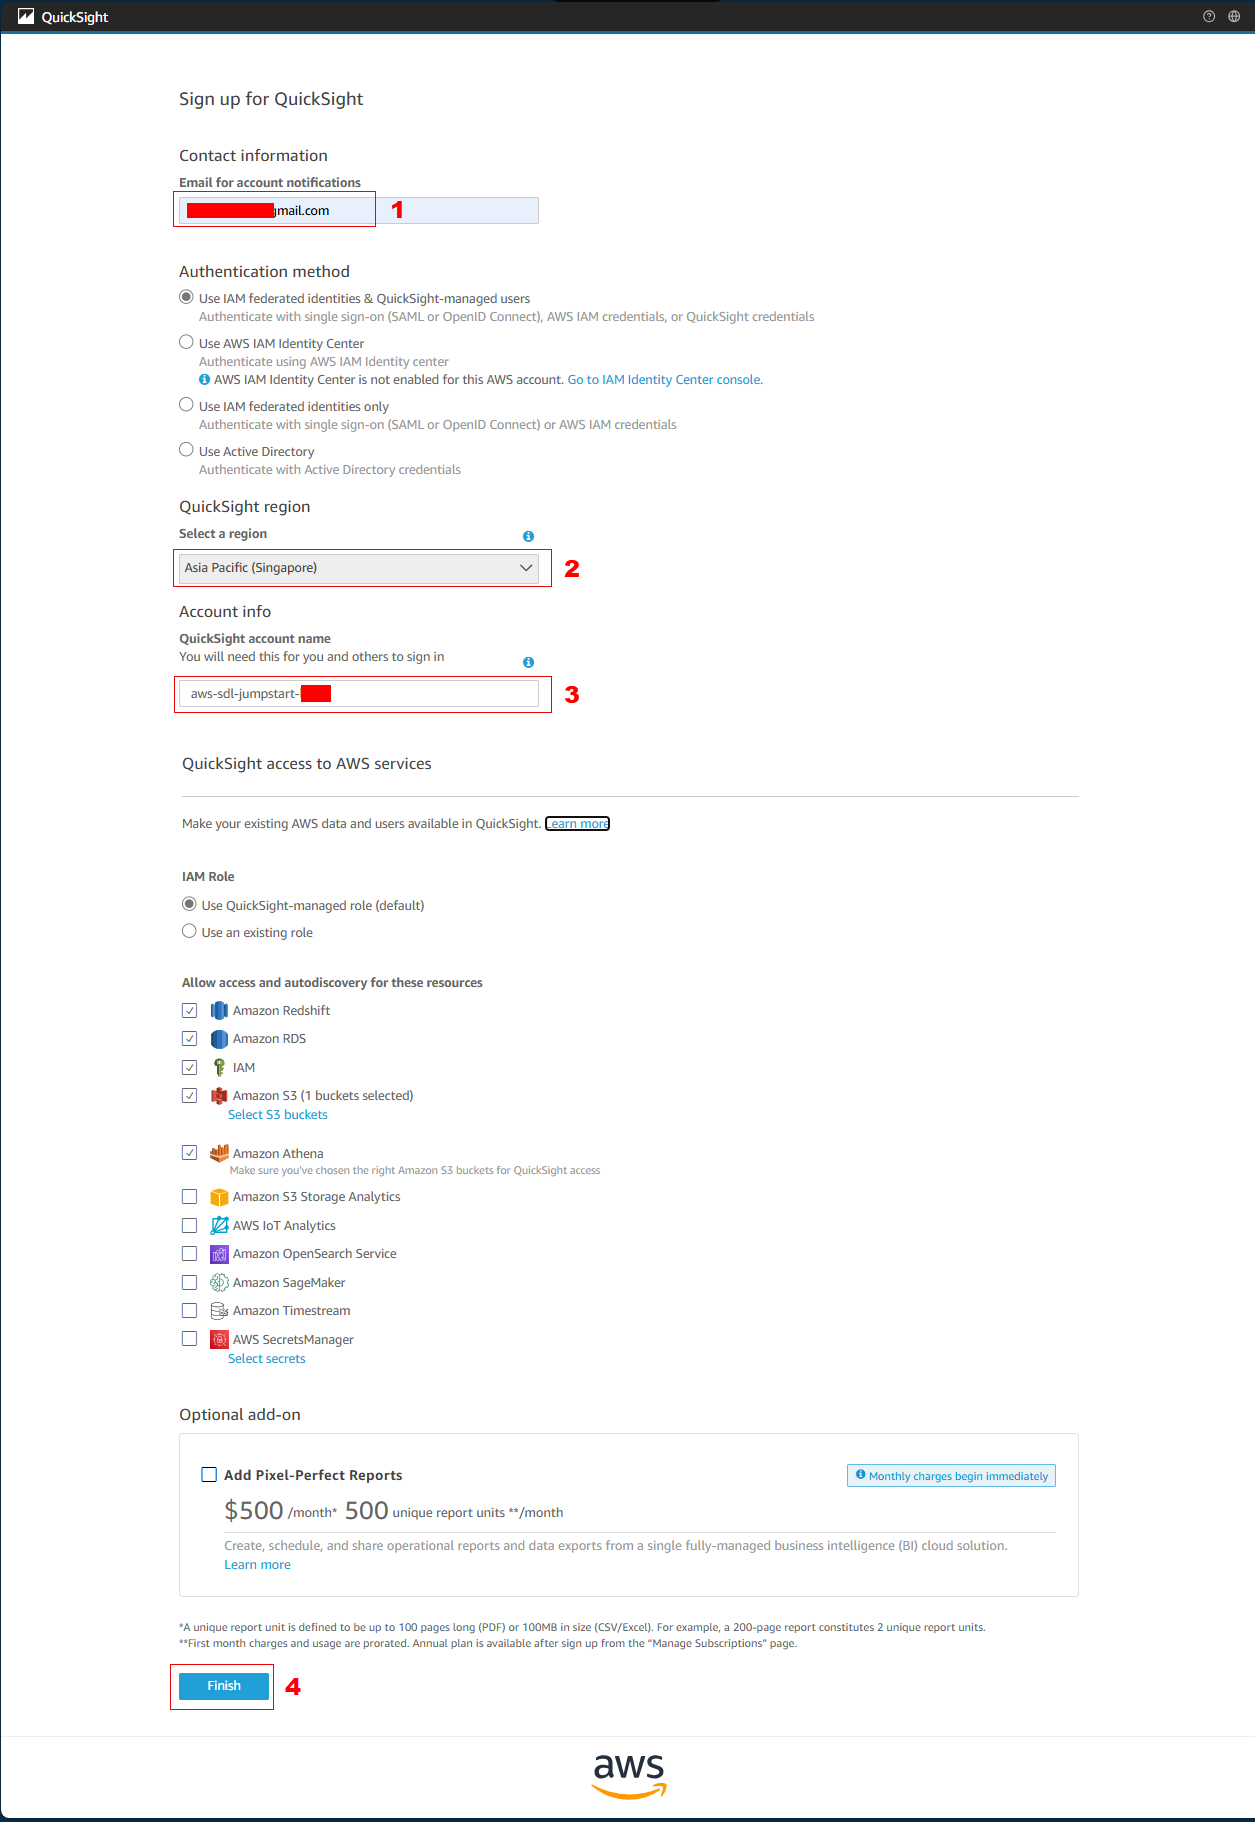 QuickSight
Sign up for QuickSight
Contact information
Email for account notifications
gmail.com
1
Authentication method
Use IAM federated identities & QuickSight-managed users
Authenticate with single sign-on (SAML or OpenID Connect), AWS IAM credentials, or QuickSight credentials
Use AWS IAM Identity Center
Authenticate using AWS IAM Identity center
AWS IAM Identity Center is not enabled for this AWS account. Go to IAM Identity Center console.
Use IAM federated identities only
Authenticate with single sign-on (SAML or OpenID Connect) or AWS IAM credentials
Use Active Directory
Authenticate with Active Directory credentials
QuickSight region
Select a region
Asia Pacific (Singapore)
2
Account info
QuickSight account name
You will need this for you and others to sign in
aws-sdl-jumpstart-
3
QuickSight access to AWS services
Make your existing AWS data and users available in QuickSight. Learn more
IAM Role
Use QuickSight-managed role (default)
Use an existing role
Allow access and autodiscovery for these resources
Amazon Redshift
Amazon RDS
IAM
Amazon S3 (1 buckets selected)
Select S3 buckets
Amazon Athena
Make sure you've chosen the right Amazon S3 buckets for QuickSight access
Amazon S3 Storage Analytics
AWS IoT Analytics
Amazon OpenSearch Service
Amazon SageMaker
Amazon Timestream
AWS SecretsManager
Select secrets
Optional add-on
Add Pixel-Perfect Reports
Monthly charges begin immediately
$500 /month* 500 unique report units **/month
Create, schedule, and share operational reports and data exports from a single fully-managed business intelligence (BI) cloud solution.
Learn more
*A unique report unit is defined to be up to 100 pages long (PDF) or 100MB in size (CSV/Excel). For example, a 200-page report constitutes 2 unique report units.
**First month charges and usage are prorated. Annual plan is available after sign up from the “Manage Subscriptions” page.
Finish
4
aws